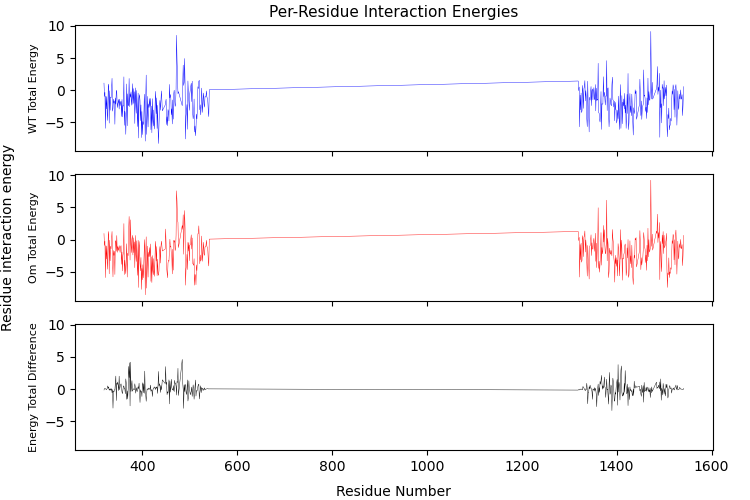 Per-Residue Interaction Energies
Residue interaction energy
WT Total Energy
10
5
0
−5
Om Total Energy
10
5
0
−5
Energy Total Difference
10
5
0
−5
400 600 800 1000 1200 1400 1600
Residue Number